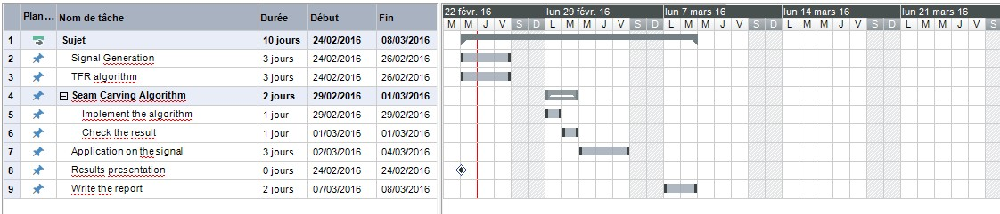 Plan... Nom de tâche Durée Début Fin 22 févr. 16 lun 29 févr. 16 lun 7 mars 16 lun 14 mars 16 lun 21 mars 16
M M J V S D L M M J V S D L M M J V S D L M M J V S D L M M J V S
1 Sujet 10 jours 24/02/2016 08/03/2016
2 Signal Generation 3 jours 24/02/2016 26/02/2016
3 TFR algorithm 3 jours 24/02/2016 26/02/2016
4 Seam Carving Algorithm 2 jours 29/02/2016 01/03/2016
5 Implement the algorithm 1 jour 29/02/2016 29/02/2016
6 Check the result 1 jour 01/03/2016 01/03/2016
7 Application on the signal 3 jours 02/03/2016 04/03/2016
8 Results presentation 0 jours 24/02/2016 24/02/2016
9 Write the report 2 jours 07/03/2016 08/03/2016